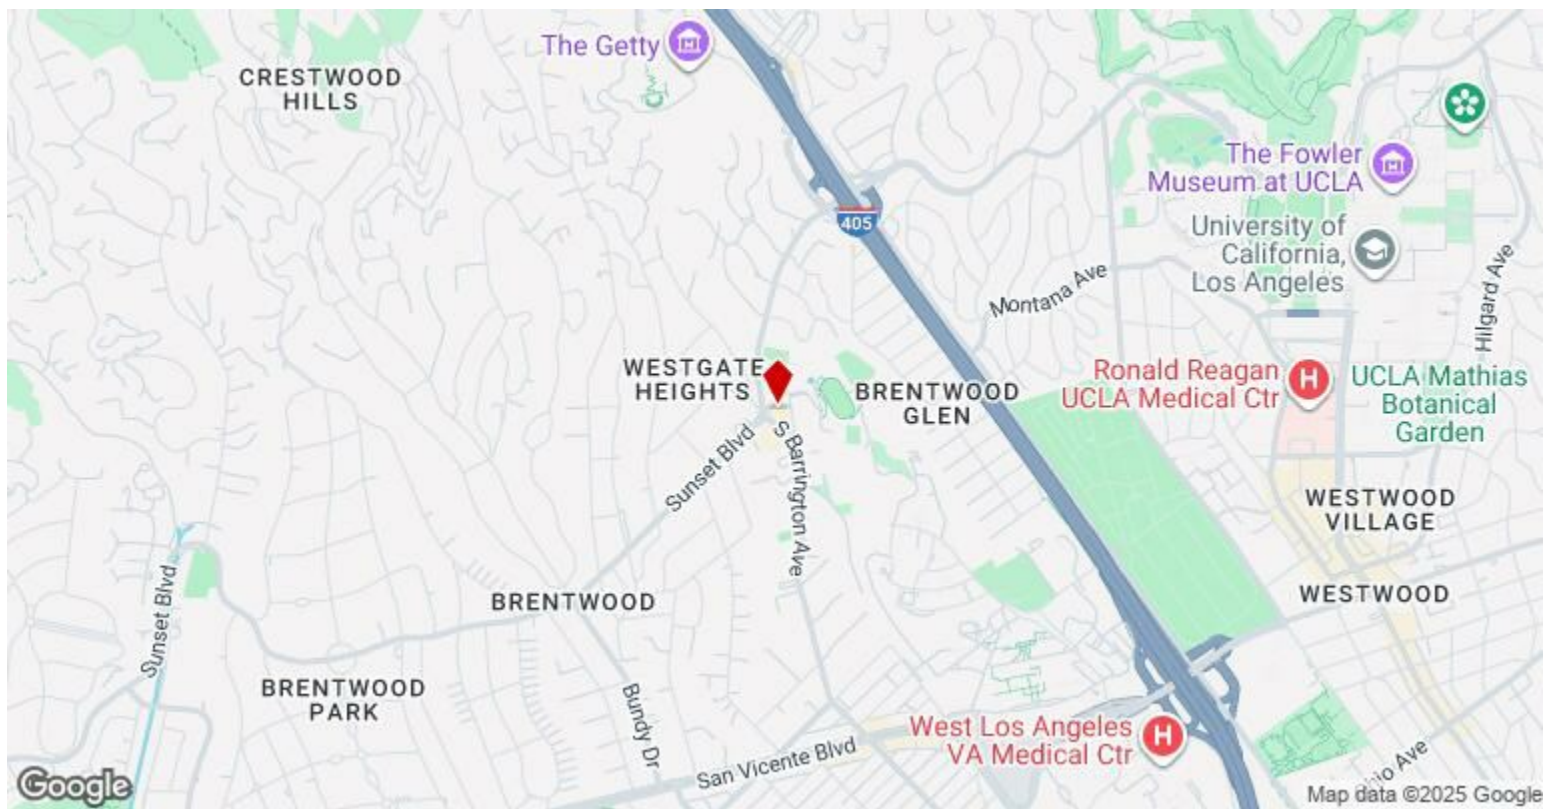 The Getty
CRESTWOOD
HILLS
The Fowler
Museum at UCLA
405
University of
California,
Los Angeles
Montana Ave
Hilgard Ave
WESTGATE
HEIGHTS
BRENTWOOD
GLEN
Ronald Reagan
UCLA Medical Ctr
UCLA Mathias
Botanical
Garden
Sunset Blvd
S Barrington Ave
WESTWOOD
VILLAGE
Sunset Blvd
BRENTWOOD
WESTWOOD
BRENTWOOD
PARK
Bundy Dr
San Vicente Blvd
West Los Angeles
VA Medical Ctr
Ave
Google
Map data ©2025 Google